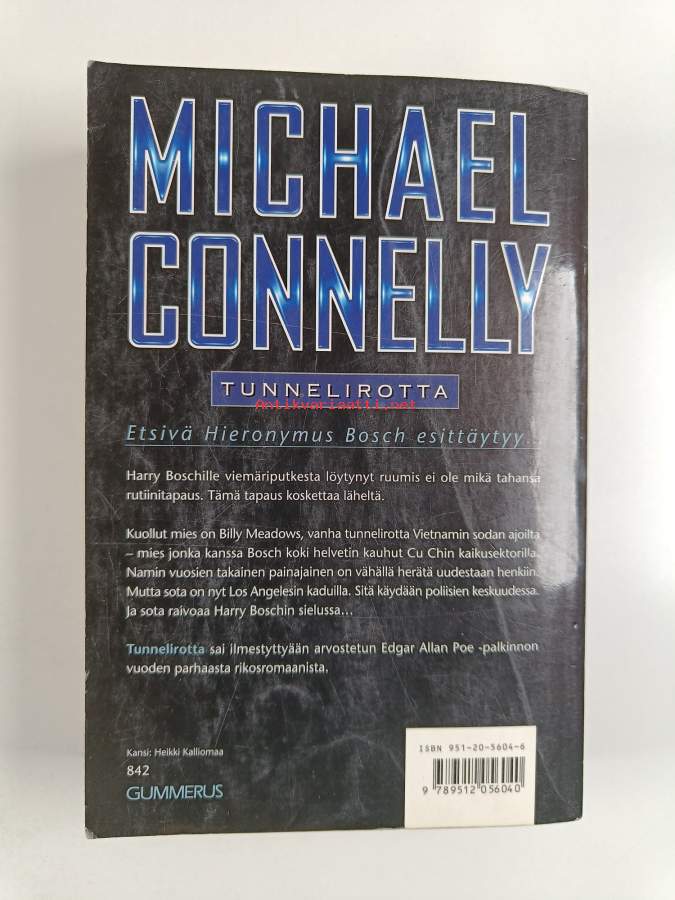 MICHAEL
CONNELLY
TUNNELIROTTA
Antikvariaatti.net
Etsivä Hieronymus Bosch esittäytyy...
Harry Boschille viemäriputkesta löytynyt ruumis ei ole mikä tahansa
rutiinitapaus. Tämä tapaus koskettaa läheltä.
Kuollut mies on Billy Meadows, vanha tunnelirotta Vietnamin sodan ajoilta
– mies jonka kanssa Bosch koki helvetin kauhut Cu Chin kaikusektorilla.
Namin vuosien takainen painajainen on vähällä herätä uudestaan henkiin.
Mutta sota on nyt Los Angelesin kaduilla. Sitä käydään poliisien keskuudessa.
Ja sota raivoaa Harry Boschin sielussa...
Tunnelirotta sai ilmestyttyään arvostetun Edgar Allan Poe -palkinnon
vuoden parhaasta rikosromaanista.
Kansi: Heikki Kalliomaa
842
GUMMERUS
ISBN 951-20-5604-6
9 789512 056040